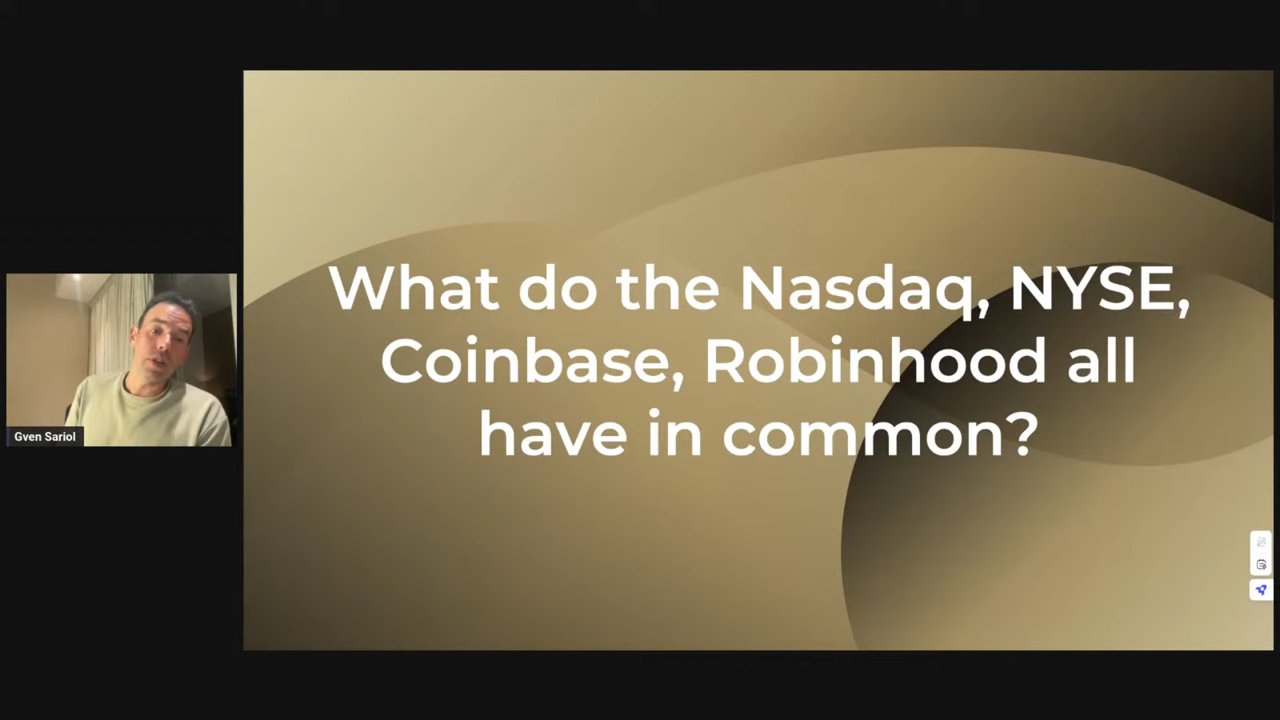 What do the Nasdaq, NYSE,
Coinbase, Robinhood all
have in common?
Gven Sariol